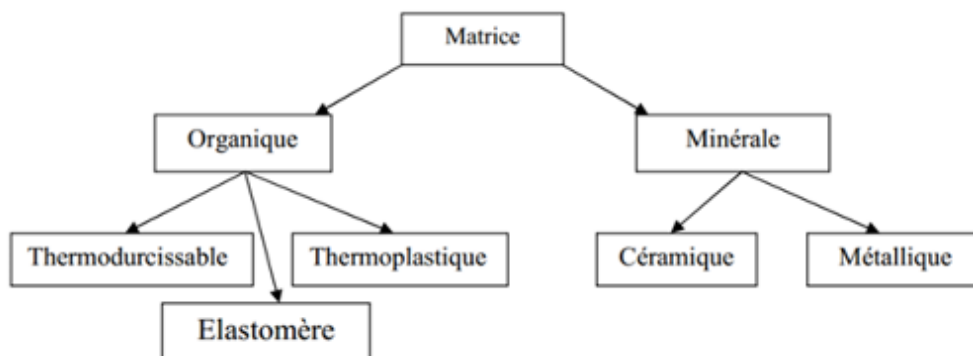 Matrice
Organique
Minérale
Thermodurcissable
Thermoplastique
Céramique
Métallique
Elastomère